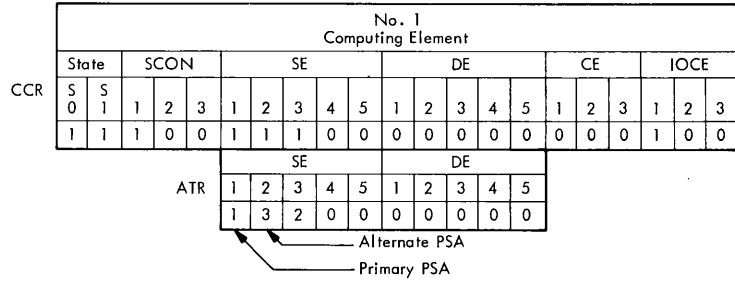 No. 1
Computing Element
State SCON SE DE CE IOCE
CCR
S S
0 1 1 2 3 1 2 3 4 5 1 2 3 4 5 1 2 3 1 2 3
1 1 1 0 0 1 1 1 0 0 0 0 0 0 0 0 0 0 1 0 0
SE DE
ATR 1 2 3 4 5 1 2 3 4 5
1 3 2 0 0 0 0 0 0 0
Alternate PSA
Primary PSA